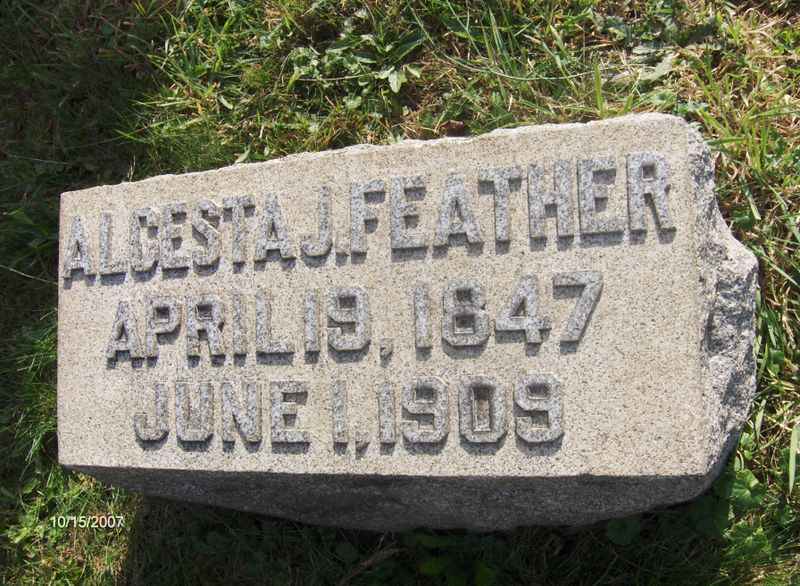 ALCESTA J. FEATHER
APRIL 19, 1847
JUNE 1, 1909
10/15/2007